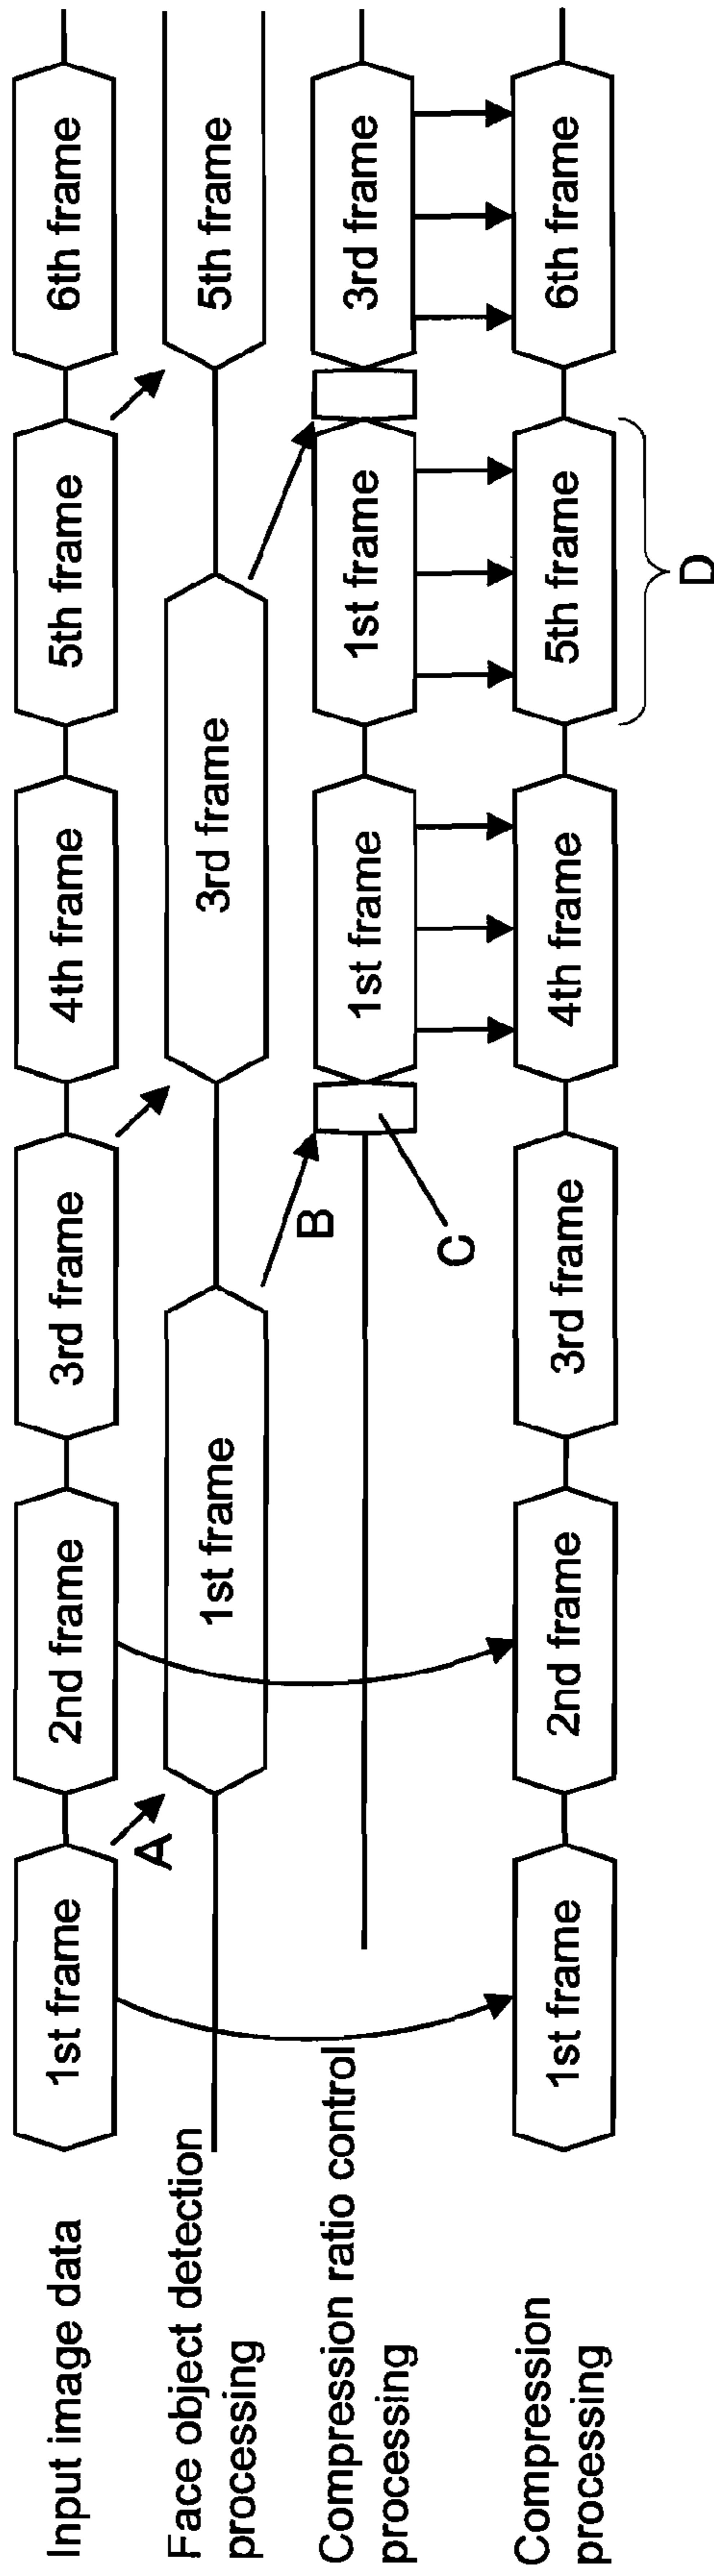 Input image data
1st frame
2nd frame
3rd frame
4th frame
5th frame
6th frame
A
Face object detection
processing
1st frame
3rd frame
5th frame
B
Compression ratio control
processing
1st frame
1st frame
3rd frame
C
Compression
processing
1st frame
2nd frame
3rd frame
4th frame
5th frame
6th frame
D